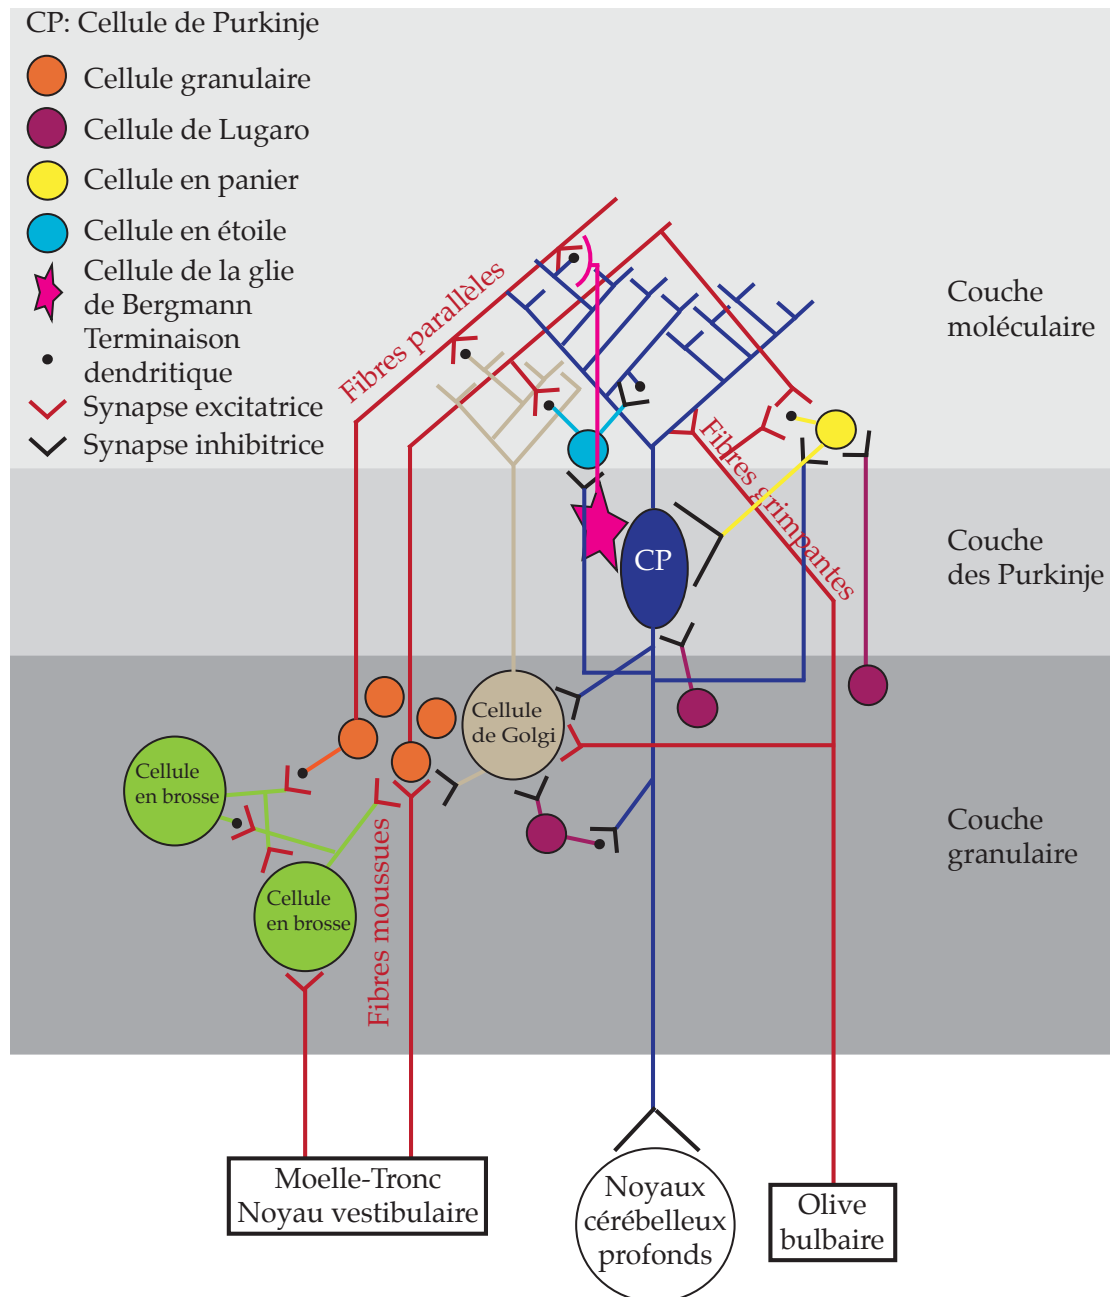 CP: Cellule de Purkinje
Cellule granulaire
Cellule de Lugaro
Cellule en panier
Cellule en étoile
Cellule de la glie
de Bergmann
Terminaison
dendritique
Synapse excitatrice
Synapse inhibitrice
Fibres parallèles
Fibres grimpantes
Couche
moléculaire
CP
Couche
des Purkinje
Cellule
de Golgi
Cellule
en brosse
Cellule
en brosse
Fibres moussues
Couche
granulaire
Moelle-Tronc
Noyau vestibulaire
Noyaux
cérébelleux
profonds
Olive
bulbaire